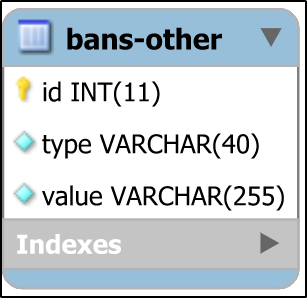 bans-other
id INT(11)
type VARCHAR(40)
value VARCHAR(255)
Indexes